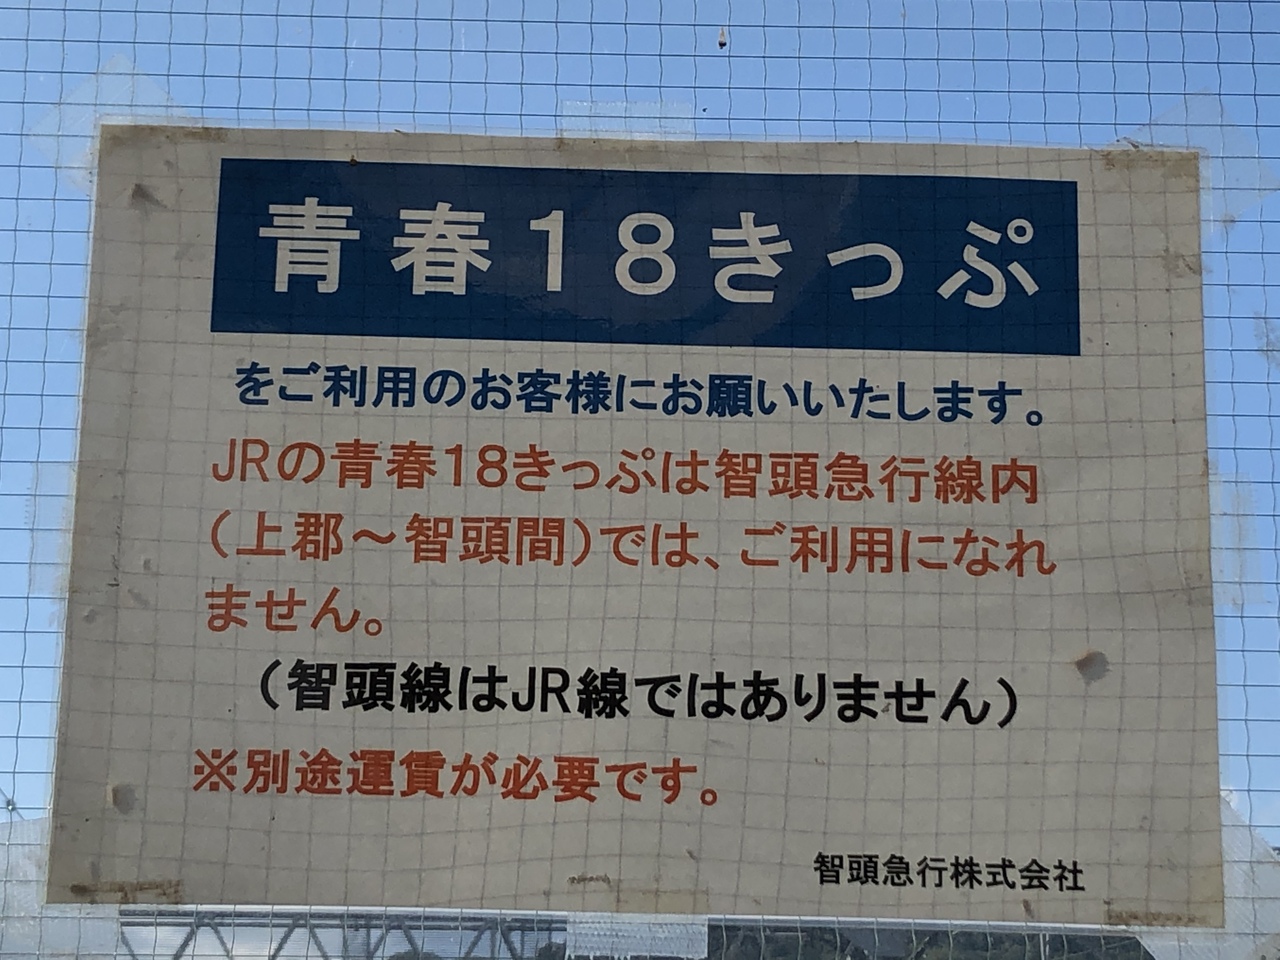 青春18きっぷ
をご利用のお客様にお願いいたします。
JRの青春18きっぷは智頭急行線内
(上郡〜智頭間)では、ご利用になれ
ません。
(智頭線はJR線ではありません)
※別途運賃が必要です。
智頭急行株式会社